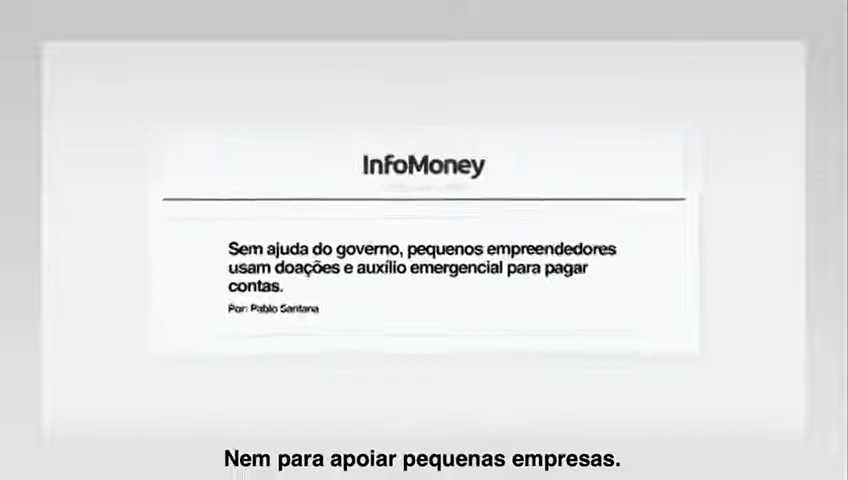 InfoMoney
Sem ajuda do governo, pequenos empreendedores
usam doações e auxílio emergencial para pagar
contas.
Por: Pablo Santana
Nem para apoiar pequenas empresas.